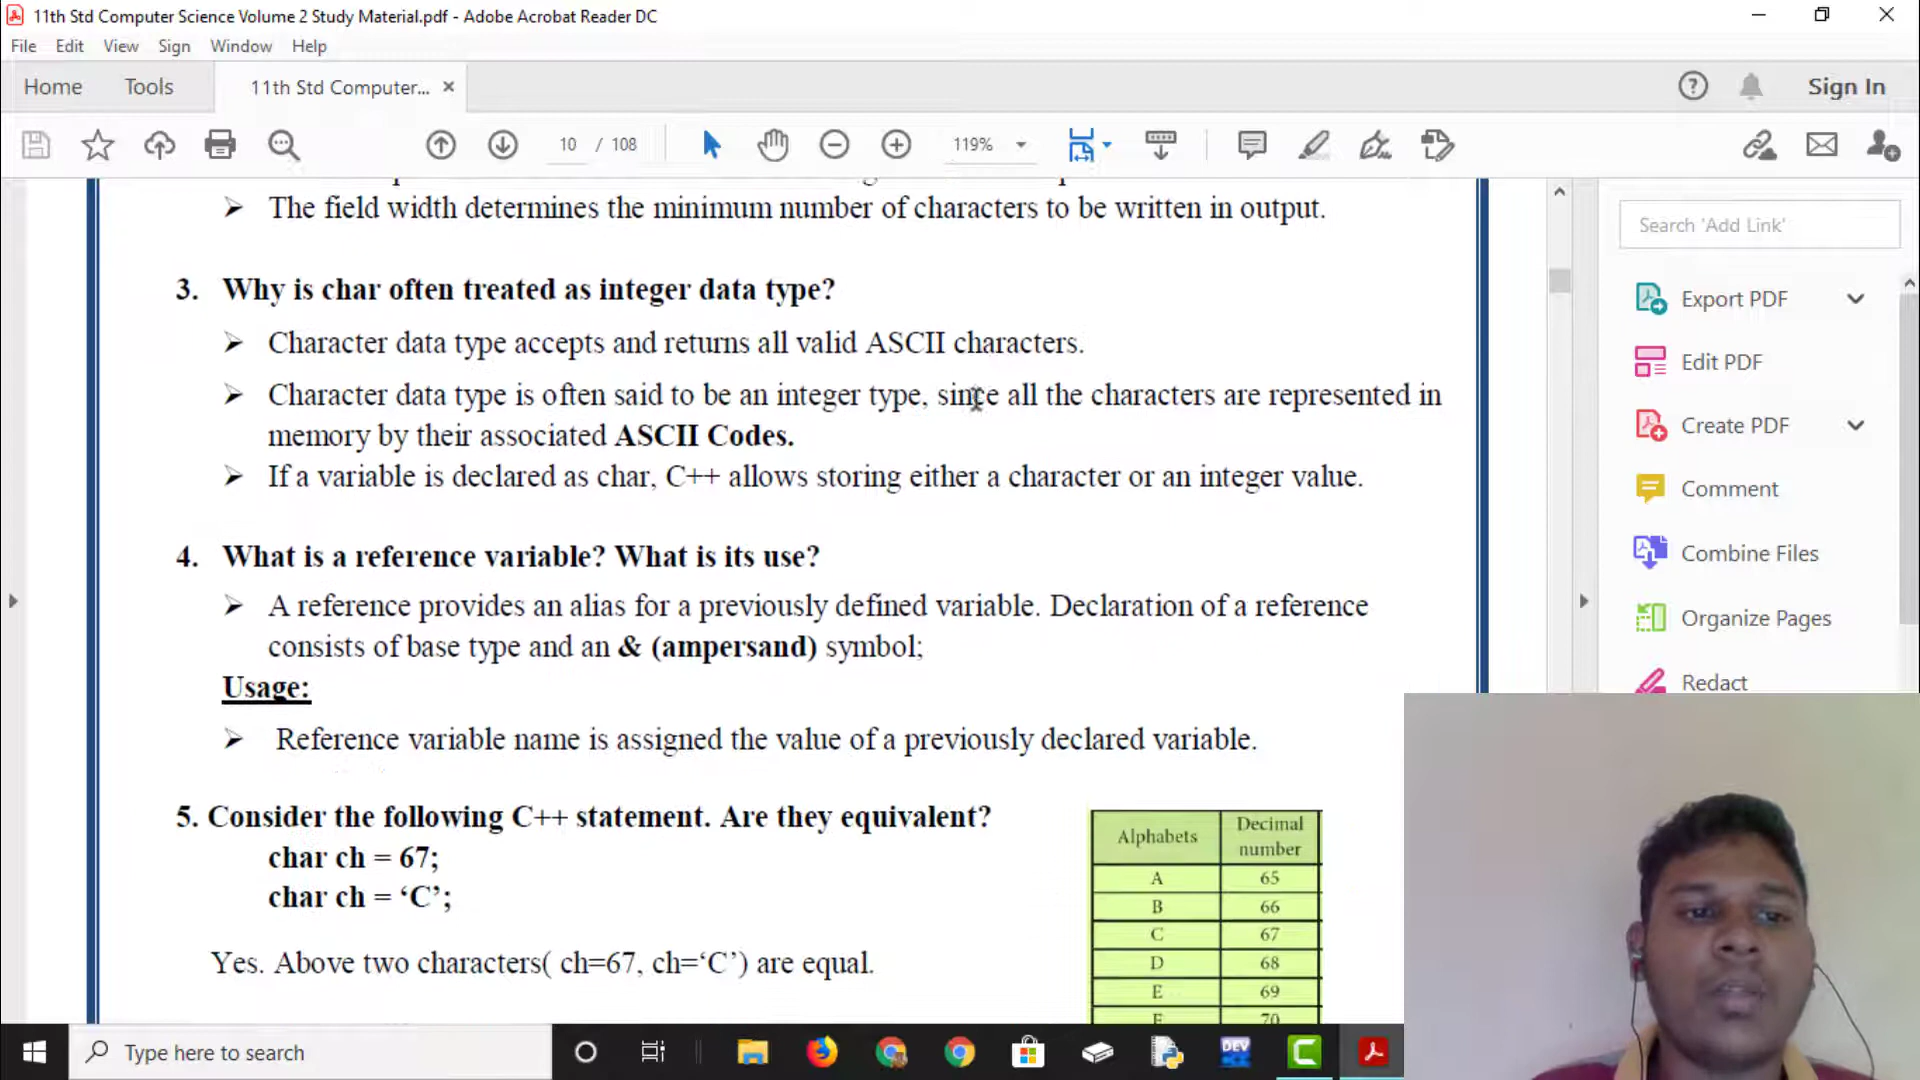 11th Std Computer Science Volume 2 Study Material.pdf - Adobe Acrobat Reader DC
File Edit View Sign Window Help
Home Tools 11th Std Computer... × Sign In
10 / 108 119%
The field width determines the minimum number of characters to be written in output.
3. Why is char often treated as integer data type?
Character data type accepts and returns all valid ASCII characters.
Character data type is often said to be an integer type, since all the characters are represented in
memory by their associated ASCII Codes.
If a variable is declared as char, C++ allows storing either a character or an integer value.
4. What is a reference variable? What is its use?
A reference provides an alias for a previously defined variable. Declaration of a reference
consists of base type and an & (ampersand) symbol;
Usage:
Reference variable name is assigned the value of a previously declared variable.
5. Consider the following C++ statement. Are they equivalent?
char ch = 67;
char ch = ‘C’;
Yes. Above two characters( ch=67, ch=‘C’) are equal.
Alphabets Decimal number
A 65
B 66
C 67
D 68
E 69
F 70
Search 'Add Link'
Export PDF
Edit PDF
Create PDF
Comment
Combine Files
Organize Pages
Redact
Type here to search
DEV